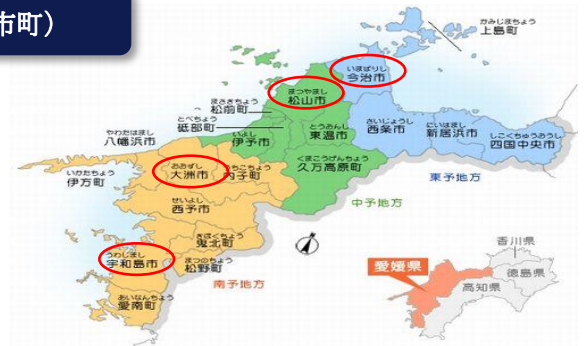 市町）
かみじまちょう
上島町
いまばりし
今治市
まつやまし
松山市
まさきちょう
松前町
とべちょう
砥部町
とうおんし
東温市
さいじょうし
西条市
にいはまし
新居浜市
しこくちゅうおうし
四国中央市
やわたはまし
八幡浜市
いよし
伊予市
くまこうげんちょう
久万高原町
東予地方
いかたちょう
伊方町
おおずし
大洲市
うちこちょう
内子町
中予地方
せいよし
西予市
きほくちょう
鬼北町
うわじまし
宇和島市
まつのちょう
松野町
南予地方
あいなんちょう
愛南町
香川県
愛媛県
徳島県
高知県